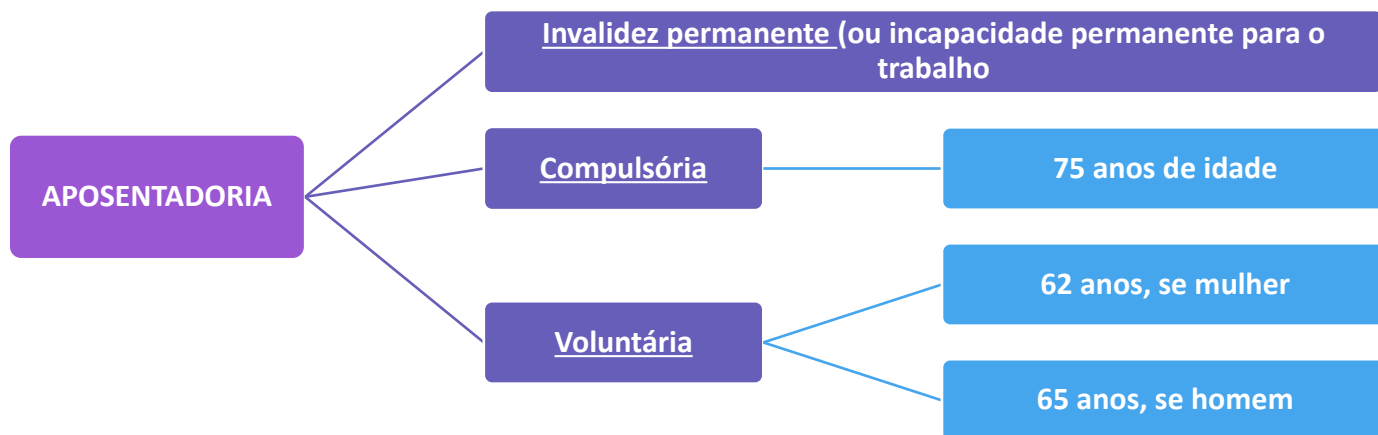 Invalidez permanente (ou incapacidade permanente para o
trabalho
APOSENTADORIA
Compulsória
75 anos de idade
Voluntária
62 anos, se mulher
65 anos, se homem